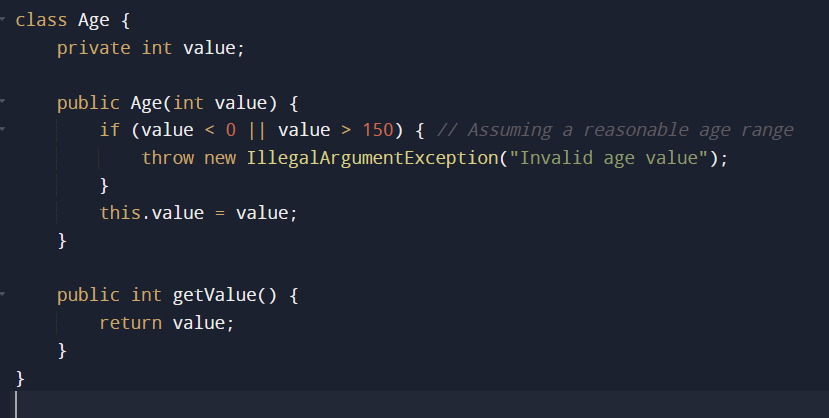 class Age {
    private int value;

    public Age(int value) {
        if (value < 0 || value > 150) { // Assuming a reasonable age range
            throw new IllegalArgumentException("Invalid age value");
        }
        this.value = value;
    }

    public int getValue() {
        return value;
    }
}